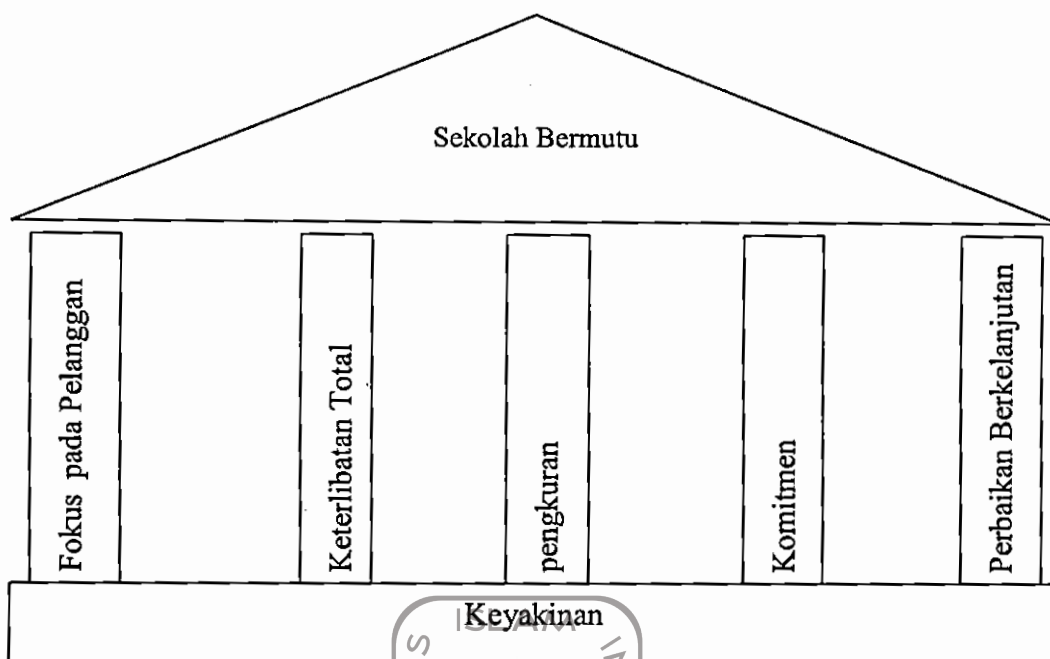 Sekolah Bermutu
Fokus pada Pelanggan
Keterlibatan Total
pengkuran
Komitmen
Perbaikan Berkelanjutan
Keyakinan
ISLAM